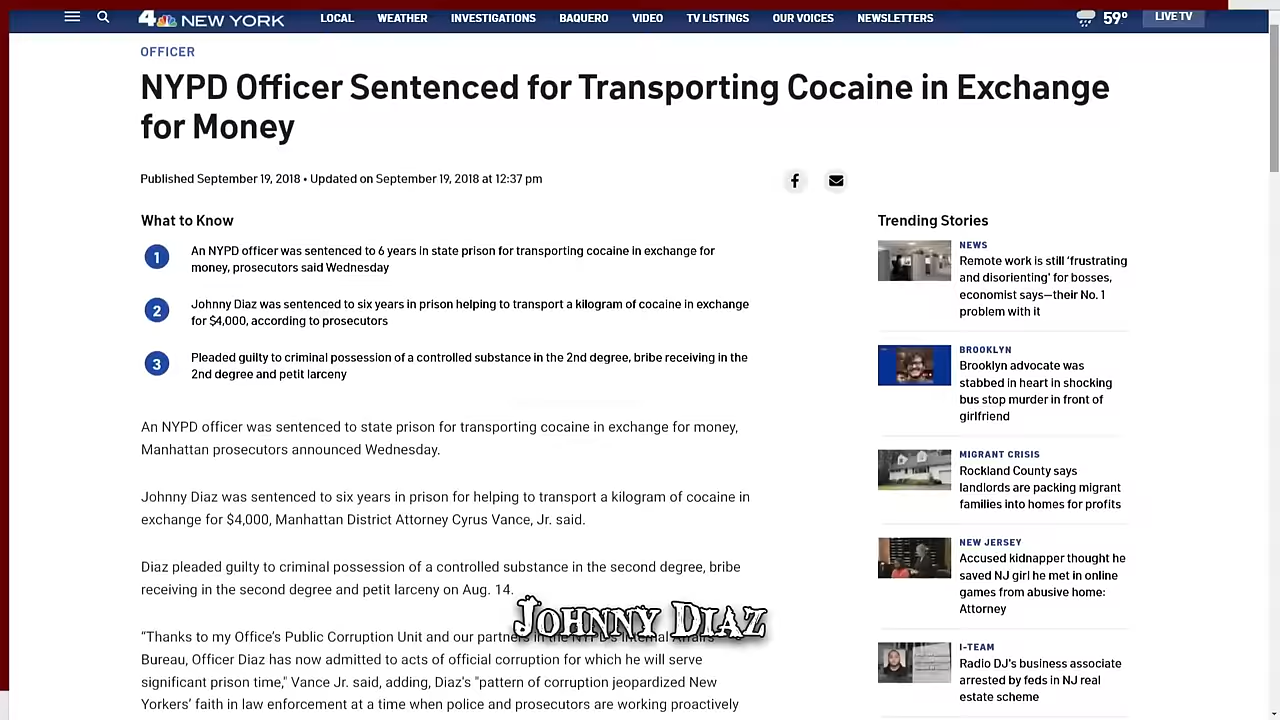 4 NEW YORK LOCAL WEATHER INVESTIGATIONS BAQUERO VIDEO TV LISTINGS OUR VOICES NEWSLETTERS 59° LIVE TV
OFFICER
NYPD Officer Sentenced for Transporting Cocaine in Exchange
for Money
Published September 19, 2018 • Updated on September 19, 2018 at 12:37 pm
What to Know
1 An NYPD officer was sentenced to 6 years in state prison for transporting cocaine in exchange for
money, prosecutors said Wednesday
2 Johnny Diaz was sentenced to six years in prison helping to transport a kilogram of cocaine in exchange
for $4,000, according to prosecutors
3 Pleaded guilty to criminal possession of a controlled substance in the 2nd degree, bribe receiving in the
2nd degree and petit larceny
An NYPD officer was sentenced to state prison for transporting cocaine in exchange for money,
Manhattan prosecutors announced Wednesday.
Johnny Diaz was sentenced to six years in prison for helping to transport a kilogram of cocaine in
exchange for $4,000, Manhattan District Attorney Cyrus Vance, Jr. said.
Diaz pleaded guilty to criminal possession of a controlled substance in the second degree, bribe
receiving in the second degree and petit larceny on Aug. 14.
Johnny Diaz
"Thanks to my Office's Public Corruption Unit and our partners in the NYPD's Internal Affairs
Bureau, Officer Diaz has now admitted to acts of official corruption for which he will serve
significant prison time," Vance Jr. said, adding, Diaz's "pattern of corruption jeopardized New
Yorkers' faith in law enforcement at a time when police and prosecutors are working proactively
Trending Stories
NEWS
Remote work is still ‘frustrating
and disorienting’ for bosses,
economist says—their No. 1
problem with it
BROOKLYN
Brooklyn advocate was
stabbed in heart in shocking
bus stop murder in front of
girlfriend
MIGRANT CRISIS
Rockland County says
landlords are packing migrant
families into homes for profits
NEW JERSEY
Accused kidnapper thought he
saved NJ girl he met in online
games from abusive home:
Attorney
I-TEAM
Radio DJ's business associate
arrested by feds in NJ real
estate scheme